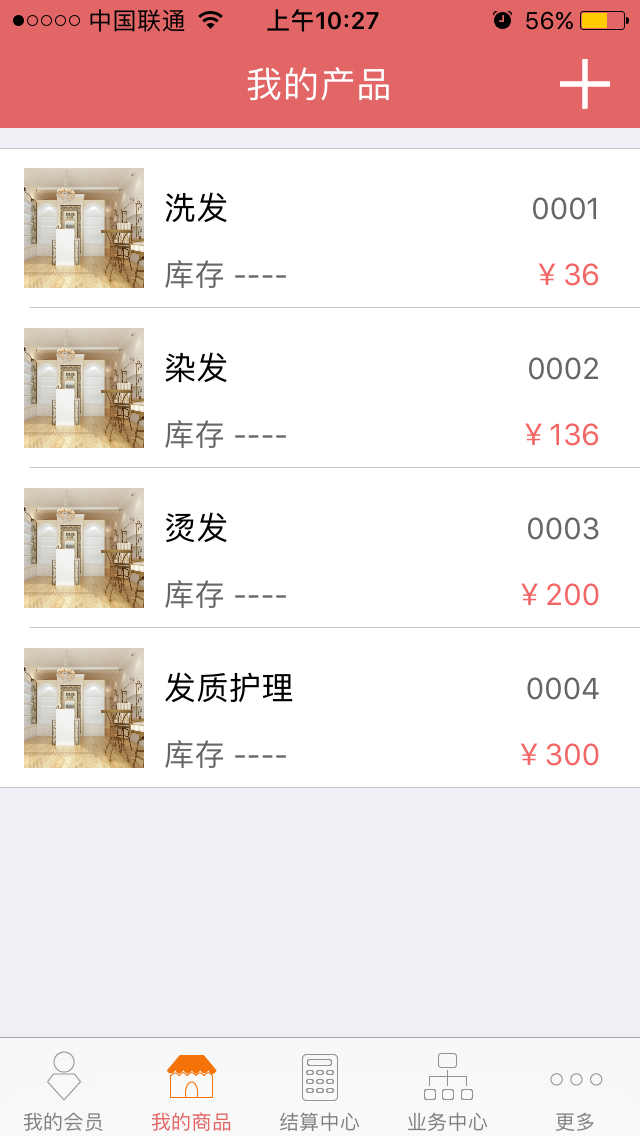 中国联通 上午10:27 56%
我的产品
洗发 0001
库存 ---- ¥ 36
染发 0002
库存 ---- ¥ 136
烫发 0003
库存 ---- ¥ 200
发质护理 0004
库存 ---- ¥ 300
我的会员 我的商品 结算中心 业务中心 更多